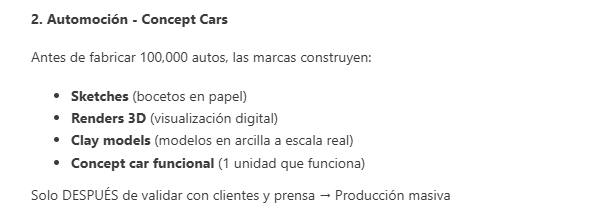 2. Automoción - Concept Cars
Antes de fabricar 100,000 autos, las marcas construyen:
• Sketches (bocetos en papel)
• Renders 3D (visualización digital)
• Clay models (modelos en arcilla a escala real)
• Concept car funcional (1 unidad que funciona)
Solo DESPUÉS de validar con clientes y prensa → Producción masiva